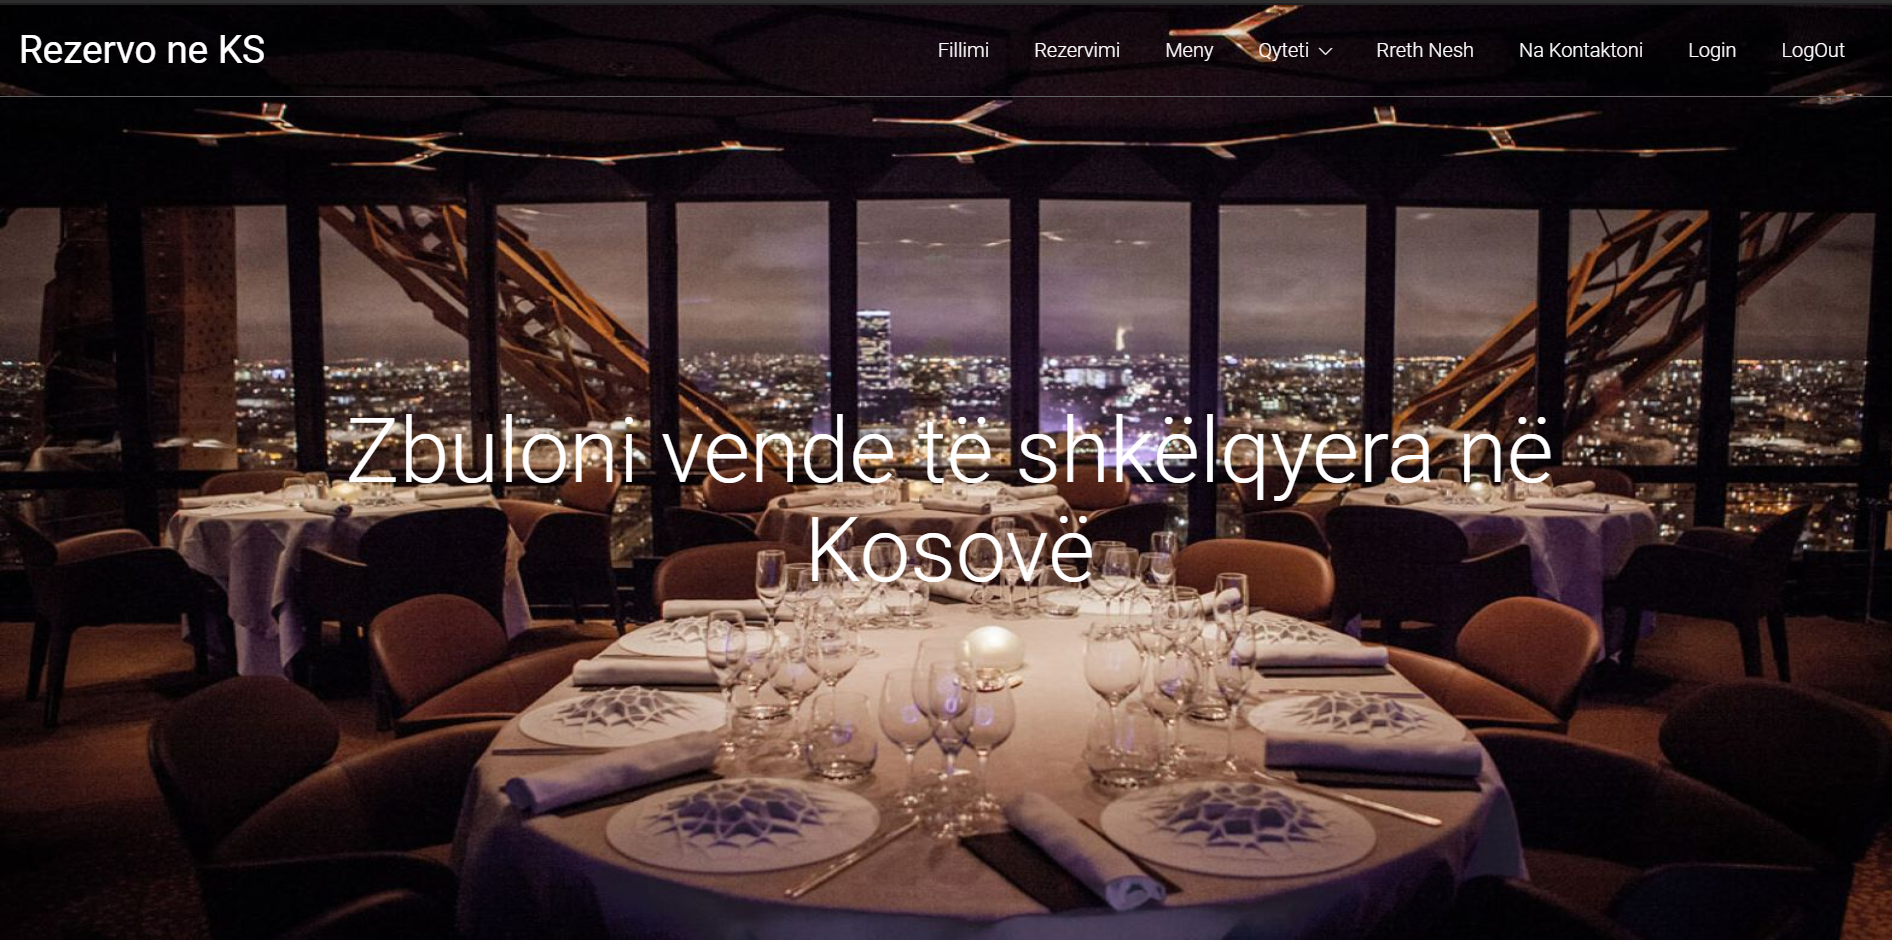 Rezervo ne KS
Fillimi Rezervimi Meny Qyteti Rreth Nesh Na Kontaktoni Login LogOut
Zbuloni vende të shkëlqyera në
Kosovë